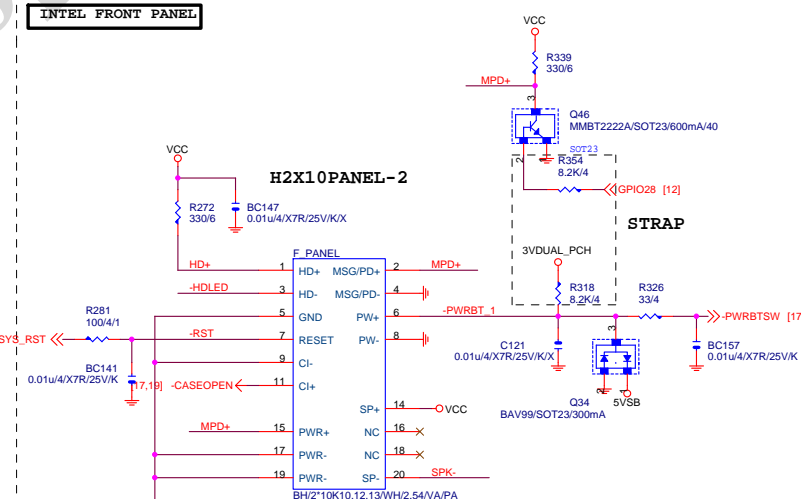 INTEL FRONT PANEL
VCC
R339
330/6
MPD+
3
Q46
MMBT2222A/SOT23/600mA/40
SOT23
2
R354
8.2K/4
GPIO28 [12]
STRAP
VCC
H2X10PANEL-2
R272
330/6
BC147
0.01u/4/X7R/25V/K/X
3VDUAL_PCH
R318
8.2K/4
R326
33/4
F_PANEL
HD+ 1 HD+ MSG/PD+ 2 MPD+
-HDLED 3 HD- MSG/PD- 4
5 GND PW+ 6 -PWRBT_1
-PWRBTSW [17
R281
100/4/1
SYS_RST
-RST 7 RESET PW- 8
C121
0.01u/4/X7R/25V/K/X
3
BC157
0.01u/4/X7R/25V/K
9 CI-
BC141
0.01u/4/X7R/25V/K
[17,19] -CASEOPEN 11 CI+
2
5VSB
Q34
BAV99/SOT23/300mA
SP+ 14 VCC
MPD+ 15 PWR+ NC 16
17 PWR- NC 18
19 PWR- SP- 20 SPK-
BH/2*10K10,12,13/WH/2.54/VA/PA